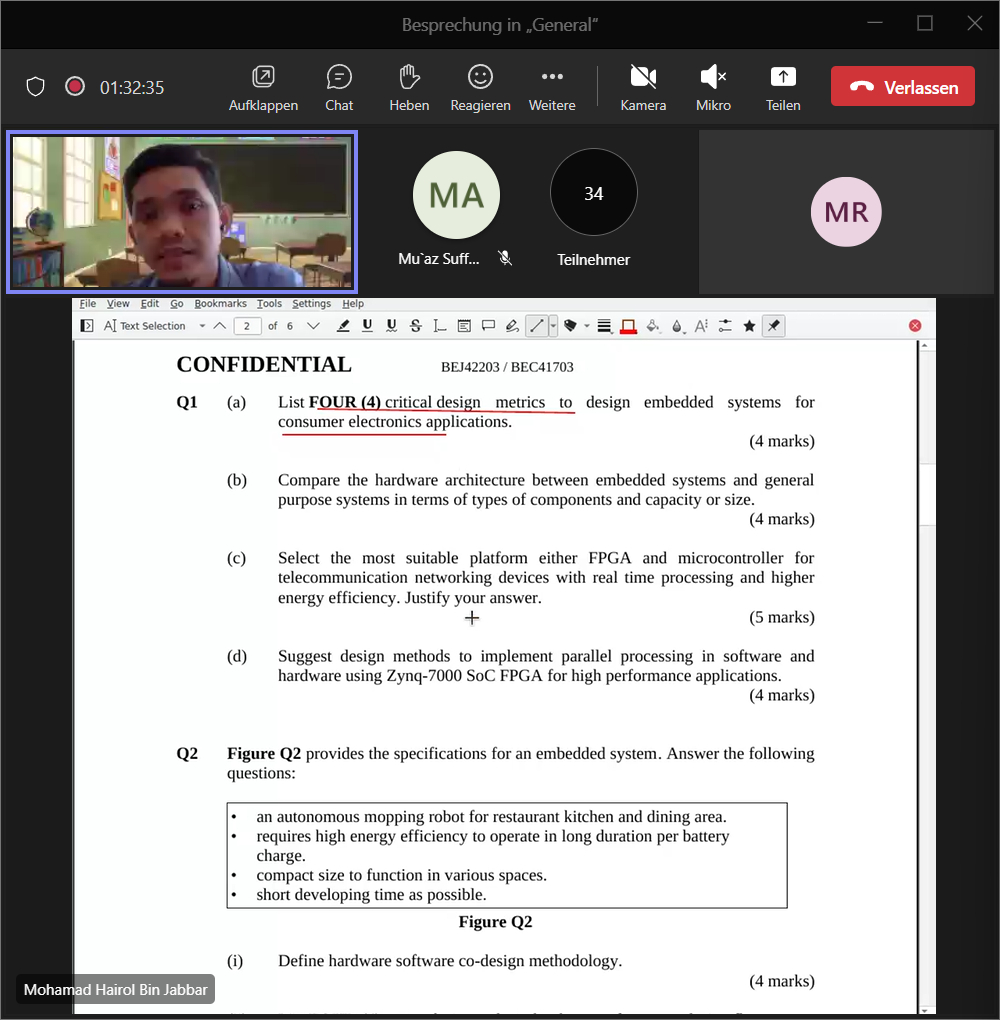 Besprechung in „General“
01:32:35
Aufklappen
Chat
Heben
Reagieren
Weitere
Kamera
Mikro
Teilen
Verlassen
MA
Mu`az Suff...
34
Teilnehmer
MR
File View Edit Go Bookmarks Tools Settings Help
Text Selection 2 of 6
CONFIDENTIAL BEJ42203 / BEC41703
Q1 (a) List FOUR (4) critical design metrics to design embedded systems for
consumer electronics applications.
(4 marks)
(b) Compare the hardware architecture between embedded systems and general
purpose systems in terms of types of components and capacity or size.
(4 marks)
(c) Select the most suitable platform either FPGA and microcontroller for
telecommunication networking devices with real time processing and higher
energy efficiency. Justify your answer.
(5 marks)
(d) Suggest design methods to implement parallel processing in software and
hardware using Zynq-7000 SoC FPGA for high performance applications.
(4 marks)
Q2 Figure Q2 provides the specifications for an embedded system. Answer the following
questions:
• an autonomous mopping robot for restaurant kitchen and dining area.
• requires high energy efficiency to operate in long duration per battery
charge.
• compact size to function in various spaces.
• short developing time as possible.
Figure Q2
(i) Define hardware software co-design methodology.
(4 marks)
Mohamad Hairol Bin Jabbar